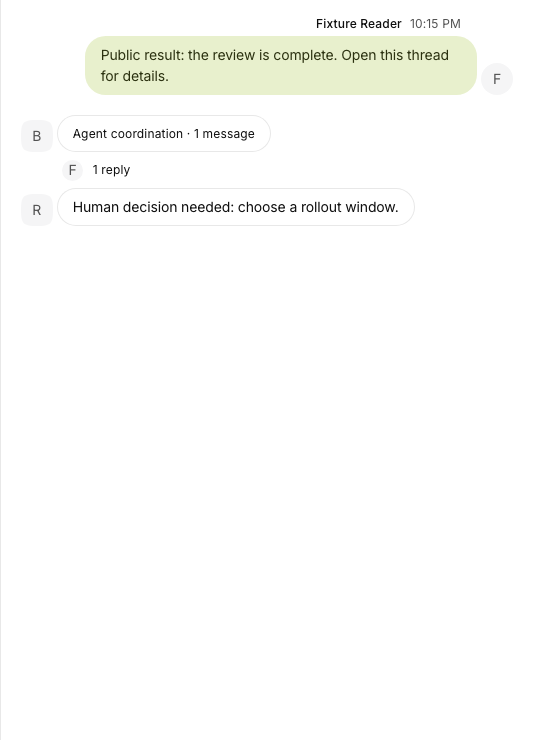 Fixture Reader 10:15 PM
Public result: the review is complete. Open this thread
for details.
F
B
Agent coordination · 1 message
F 1 reply
R
Human decision needed: choose a rollout window.